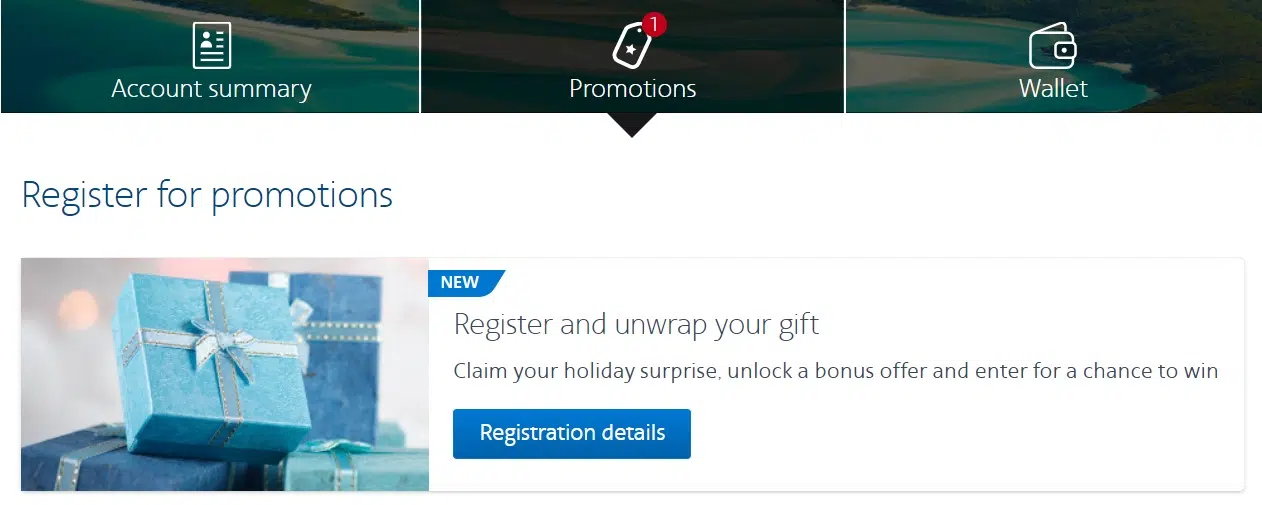 1
Account summary
Promotions
Wallet
Register for promotions
NEW
Register and unwrap your gift
Claim your holiday surprise, unlock a bonus offer and enter for a chance to win
Registration details